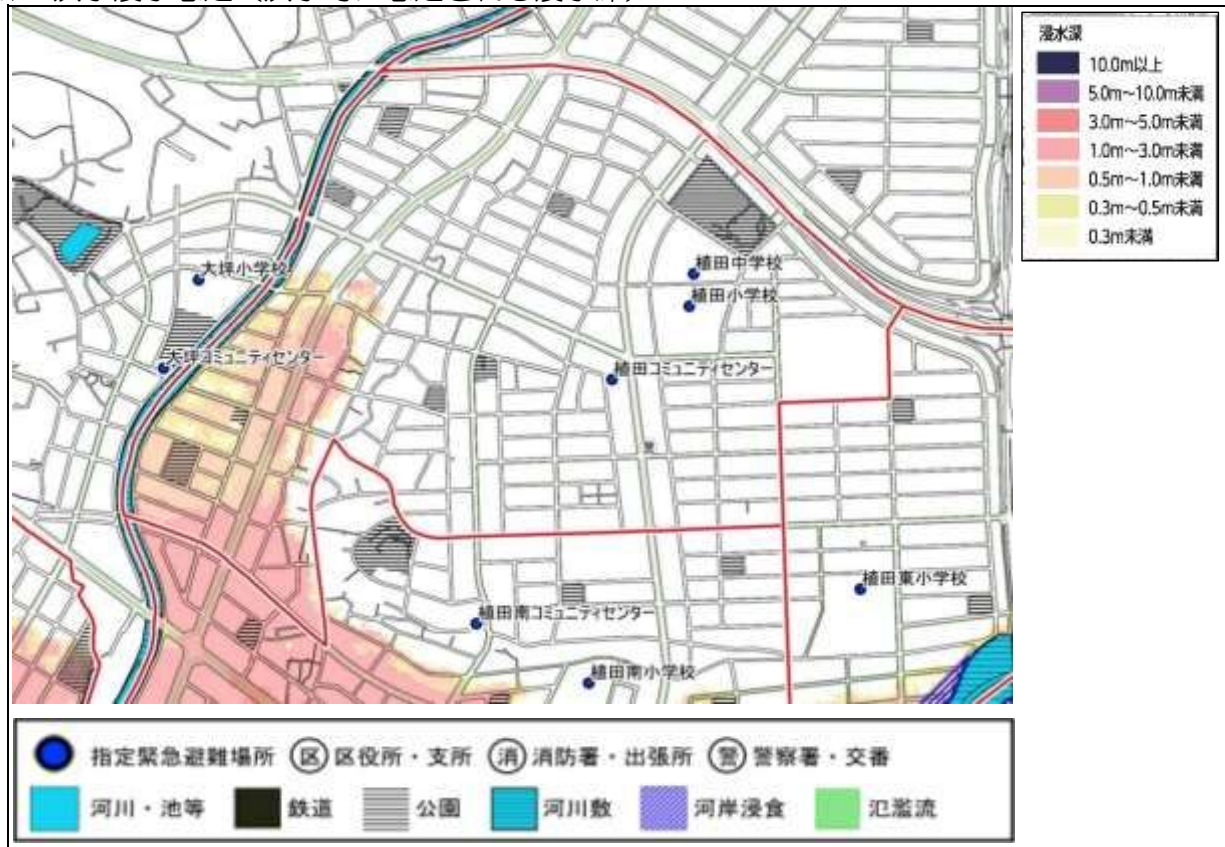 浸水深
10.0m以上
5.0m～10.0m未満
3.0m～5.0m未満
1.0m～3.0m未満
0.5m～1.0m未満
0.3m～0.5m未満
0.3m未満
大坪小学校
植田中学校
植田小学校
大坪コミュニティセンター
植田コミュニティセンター
植田東小学校
植田南コミュニティセンター
植田南小学校
指定緊急避難場所 区 区役所・支所 消 消防署・出張所 警 警察署・交番
河川・池等 鉄道 公園 河川敷 河岸浸食 氾濫流